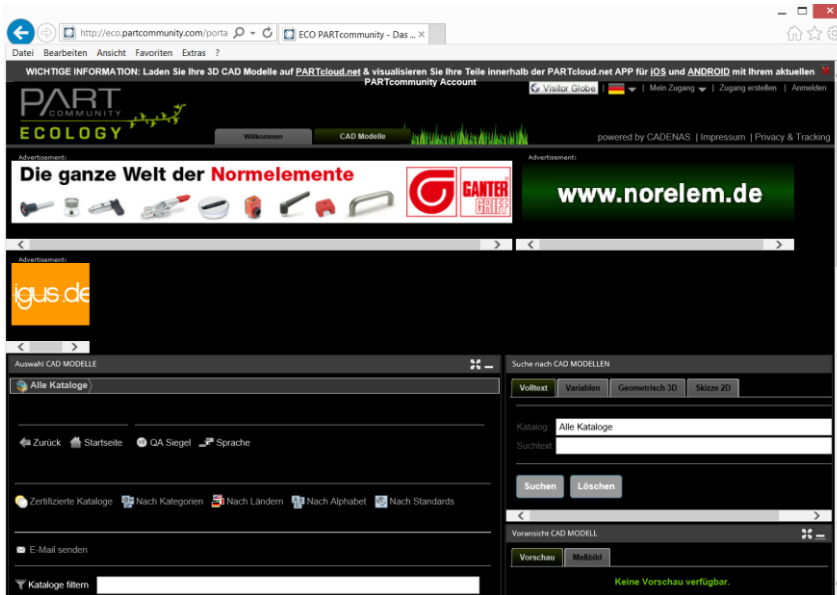 http://eco.partcommunity.com/porta
ECO PARTcommunity - Das ...
Datei Bearbeiten Ansicht Favoriten Extras ?
WICHTIGE INFORMATION: Laden Sie Ihre 3D CAD Modelle auf PARTcloud.net & visualisieren Sie Ihre Teile innerhalb der PARTcloud.net APP für iOS und ANDROID mit Ihrem aktuellen
PARTcommunity Account
Visitor Globe | Mein Zugang | Zugang erstellen | Anmelden
PART
COMMUNITY
ECOLOGY
Willkommen
CAD Modelle
powered by CADENAS | Impressum | Privacy & Tracking
Advertisement:
Die ganze Welt der Normelemente
GANTER
GRIFF
Advertisement:
www.norelem.de
Advertisement:
igus.de
Auswahl CAD MODELLE
Alle Kataloge
Zurück Startseite QA Siegel Sprache
Zertifizierte Kataloge Nach Kategorien Nach Ländern Nach Alphabet Nach Standards
E-Mail senden
Kataloge filtern
Suche nach CAD MODELLEN
Volltext Variablen Geometrisch 3D Skizze 2D
Katalog: Alle Kataloge
Suchtext:
Suchen Löschen
Voransicht CAD MODELL
Vorschau Maßbild
Keine Vorschau verfügbar.